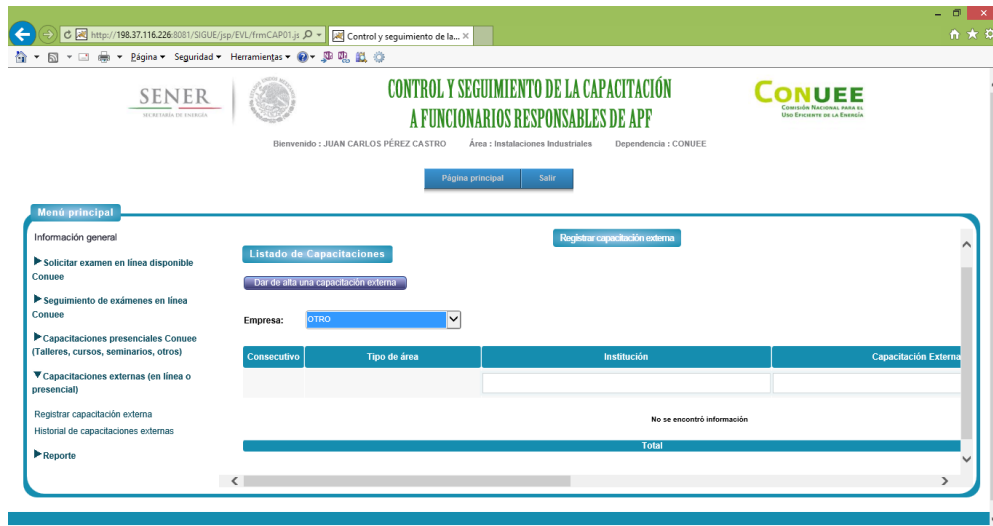 http://198.37.116.226:8081/SIGUE/jsp/EVL/frmCAP01.js
Control y seguimiento de la...
Página Seguridad Herramientas
SENER
SECRETARÍA DE ENERGÍA
CONTROL Y SEGUIMIENTO DE LA CAPACITACIÓN
A FUNCIONARIOS RESPONSABLES DE APF
CONUEE
COMISIÓN NACIONAL PARA EL
USO EFICIENTE DE LA ENERGÍA
Bienvenido : JUAN CARLOS PÉREZ CASTRO Área : Instalaciones Industriales Dependencia : CONUEE
Página principal Salir
Menú principal
Información general
Solicitar examen en línea disponible
Conuee
Seguimiento de exámenes en línea
Conuee
Capacitaciones presenciales Conuee
(Talleres, cursos, seminarios, otros)
Capacitaciones externas (en línea o
presencial)
Registrar capacitación externa
Historial de capacitaciones externas
Reporte
Registrar capacitación externa
Listado de Capacitaciones
Dar de alta una capacitación externa
Empresa: OTRO
Consecutivo Tipo de área Institución Capacitación Externa
No se encontró información
Total